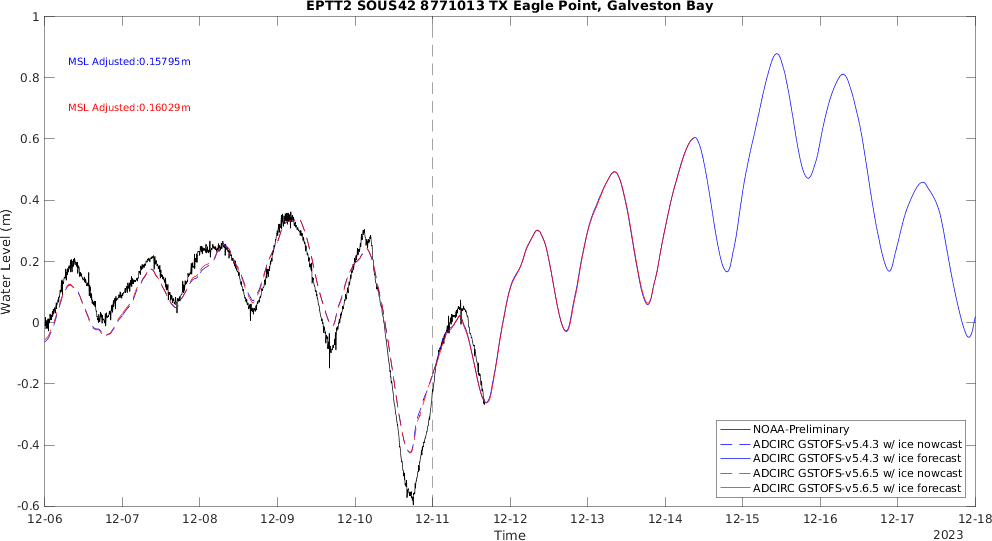 EPTT2 SOUS42 8771013 TX Eagle Point, Galveston Bay
MSL Adjusted:0.15795m
MSL Adjusted:0.16029m
Water Level (m)
1
0.8
0.6
0.4
0.2
0
-0.2
-0.4
-0.6
NOAA-Preliminary
ADCIRC GSTOFS-v5.4.3 w/ ice nowcast
ADCIRC GSTOFS-v5.4.3 w/ ice forecast
ADCIRC GSTOFS-v5.6.5 w/ ice nowcast
ADCIRC GSTOFS-v5.6.5 w/ ice forecast
12-06 12-07 12-08 12-09 12-10 12-11 12-12 12-13 12-14 12-15 12-16 12-17 12-18
Time
2023